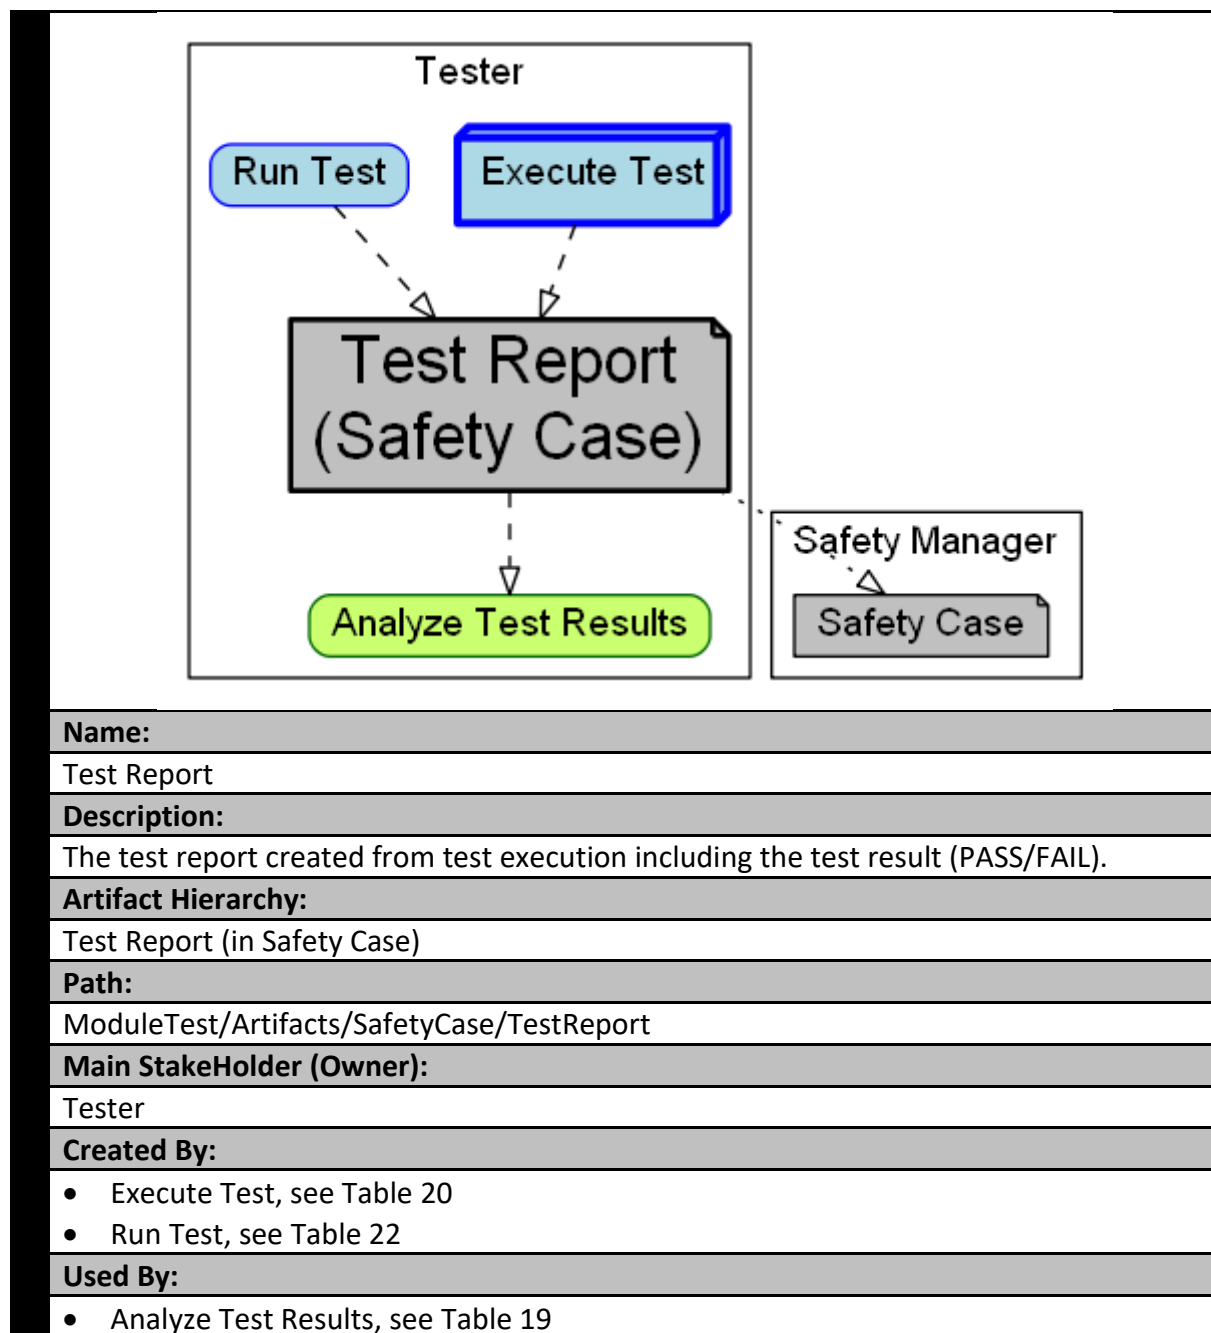 Tester
Run Test
Execute Test
Test Report
(Safety Case)
Safety Manager
Analyze Test Results
Safety Case
Name:
Test Report
Description:
The test report created from test execution including the test result (PASS/FAIL).
Artifact Hierarchy:
Test Report (in Safety Case)
Path:
ModuleTest/Artifacts/SafetyCase/TestReport
Main StakeHolder (Owner):
Tester
Created By:
• Execute Test, see Table 20
• Run Test, see Table 22
Used By:
• Analyze Test Results, see Table 19